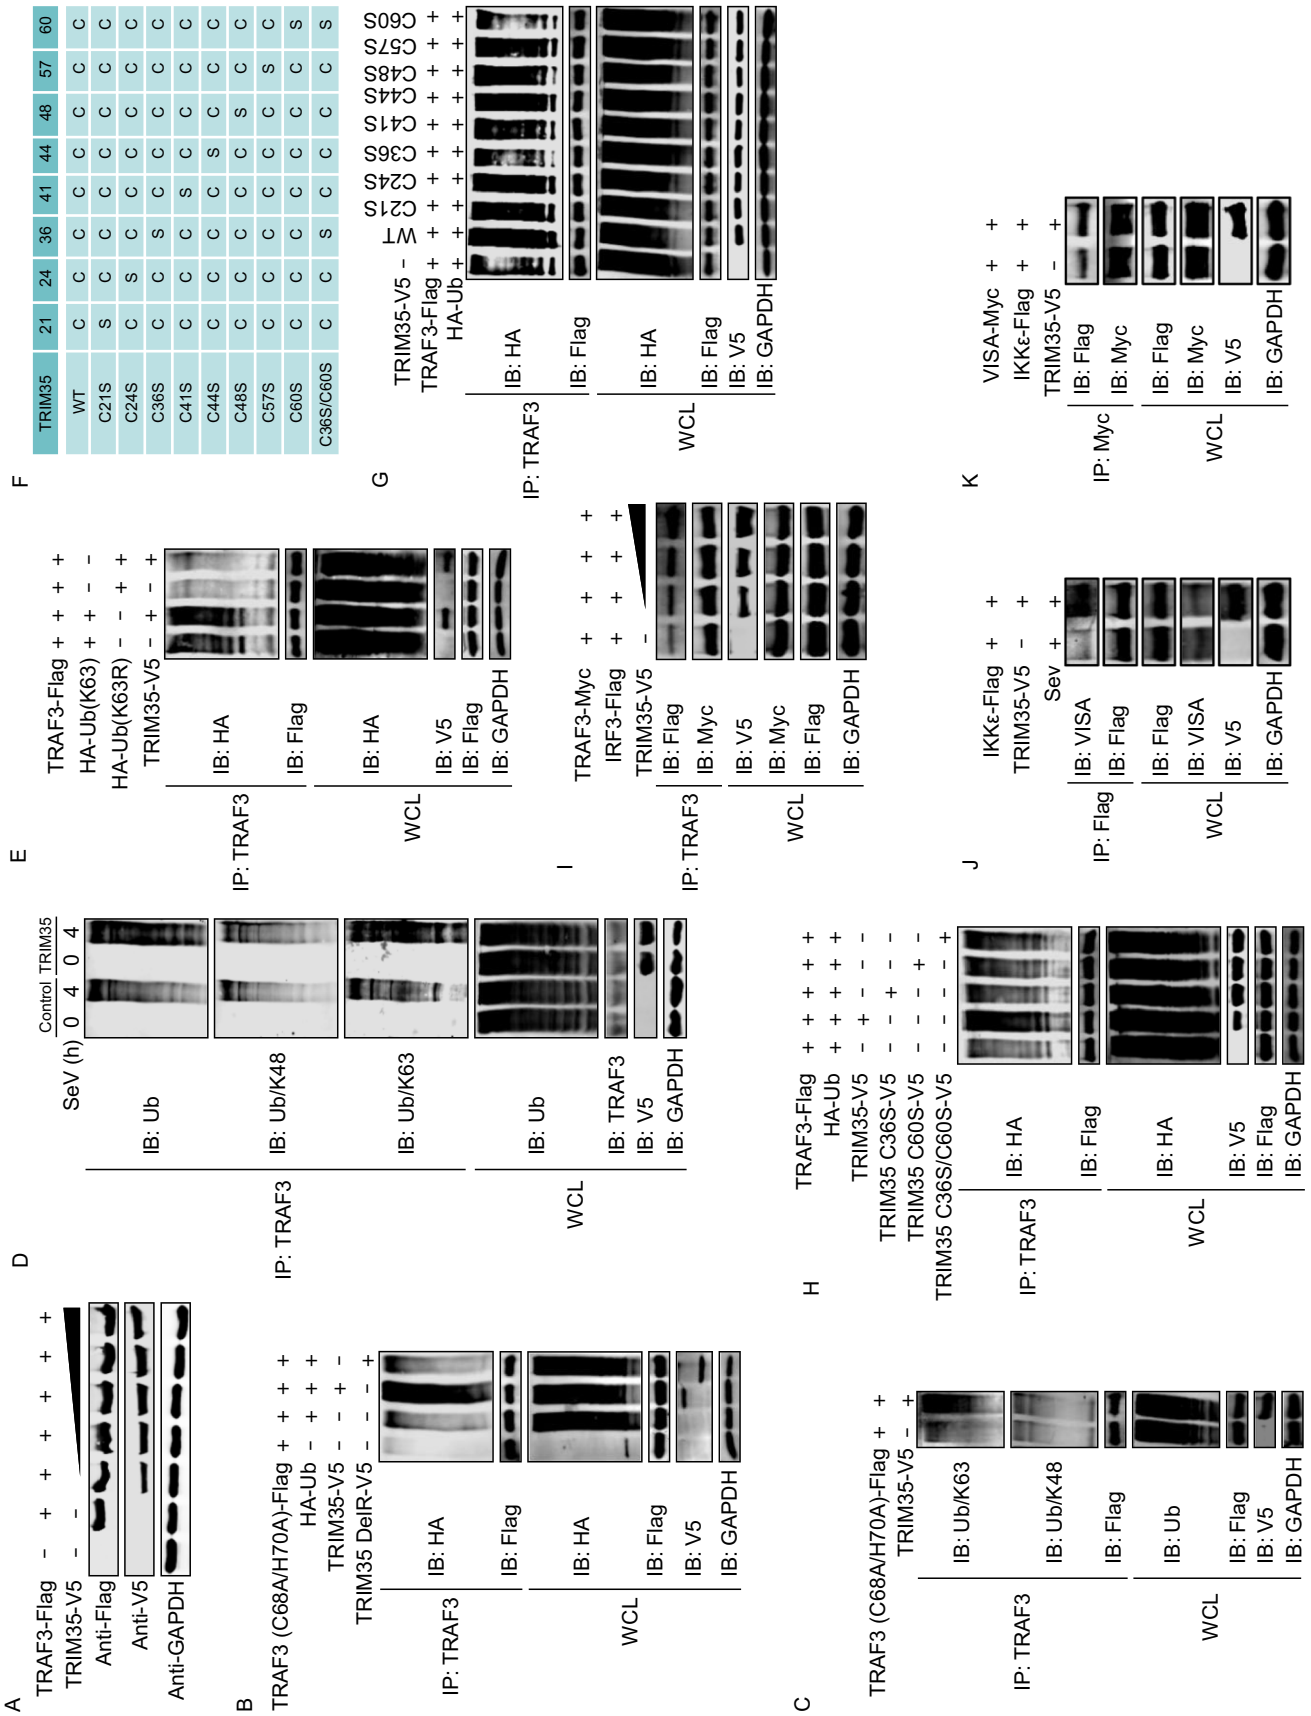 A
TRAF3-Flag − + + + + + +
TRIM35-V5 − −
Anti-Flag
Anti-V5
Anti-GAPDH
B
TRAF3 (C68A/H70A)-Flag + + + +
HA-Ub − + + +
TRIM35-V5 − − + −
TRIM35 DelR-V5 − − − +
IP: TRAF3
IB: HA
IB: Flag
WCL
IB: HA
IB: Flag
IB: V5
IB: GAPDH
C
TRAF3 (C68A/H70A)-Flag + +
TRIM35-V5 − +
IP: TRAF3
IB: Ub/K63
IB: Ub/K48
IB: Flag
WCL
IB: Ub
IB: Flag
IB: V5
IB: GAPDH
D
Control TRIM35
SeV (h) 0 4 0 4
IP: TRAF3
IB: Ub
IB: Ub/K48
IB: Ub/K63
WCL
IB: Ub
IB: TRAF3
IB: V5
IB: GAPDH
E
TRAF3-Flag + + + +
HA-Ub(K63) + + − −
HA-Ub(K63R) − − + +
TRIM35-V5 − + − +
IP: TRAF3
IB: HA
IB: Flag
WCL
IB: HA
IB: V5
IB: Flag
IB: GAPDH
F
TRIM35 21 24 36 41 44 48 57 60
WT C C C C C C C C
C21S S C C C C C C C
C24S C S C C C C C C
C36S C C S C C C C C
C41S C C C S C C C C
C44S C C C C S C C C
C48S C C C C C S C C
C57S C C C C C C S C
C60S C C C C C C C S
C36S/C60S C C S C C C C S
G
TRIM35-V5 − WT C21S C24S C36S C41S C44S C48S C57S C60S
TRAF3-Flag + + + + + + + + + +
HA-Ub + + + + + + + + + +
IP: TRAF3
IB: HA
IB: Flag
WCL
IB: HA
IB: Flag
IB: V5
IB: GAPDH
H
TRAF3-Flag + + + + +
HA-Ub + + + + +
TRIM35-V5 − + − − −
TRIM35 C36S-V5 − − + − −
TRIM35 C60S-V5 − − − + −
TRIM35 C36S/C60S-V5 − − − − +
IP: TRAF3
IB: HA
IB: Flag
WCL
IB: HA
IB: V5
IB: Flag
IB: GAPDH
I
TRAF3-Myc + + + +
IRF3-Flag + + + +
TRIM35-V5 −
IP: TRAF3
IB: Flag
IB: Myc
WCL
IB: V5
IB: Myc
IB: Flag
IB: GAPDH
J
IKKε-Flag + +
TRIM35-V5 − +
Sev + +
IP: Flag
IB: VISA
IB: Flag
WCL
IB: Flag
IB: VISA
IB: V5
IB: GAPDH
K
VISA-Myc + +
IKKε-Flag + +
TRIM35-V5 − +
IP: Myc
IB: Flag
IB: Myc
WCL
IB: Flag
IB: Myc
IB: V5
IB: GAPDH